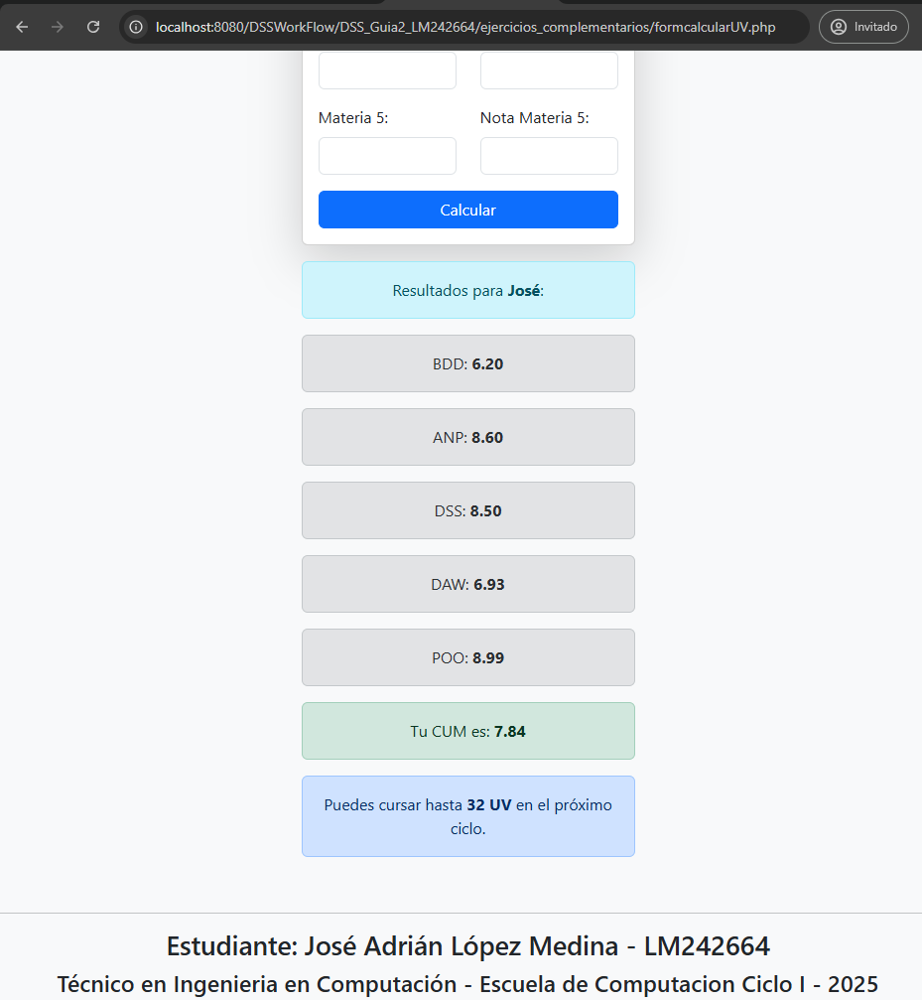 localhost:8080/DSSWorkFlow/DSS_Guia2_LM242664/ejercicios_complementarios/formcalcularUV.php
Invitado
Materia 5: Nota Materia 5:
Calcular
Resultados para José:
BDD: 6.20
ANP: 8.60
DSS: 8.50
DAW: 6.93
POO: 8.99
Tu CUM es: 7.84
Puedes cursar hasta 32 UV en el próximo
ciclo.
Estudiante: José Adrián López Medina - LM242664
Técnico en Ingenieria en Computación - Escuela de Computacion Ciclo I - 2025